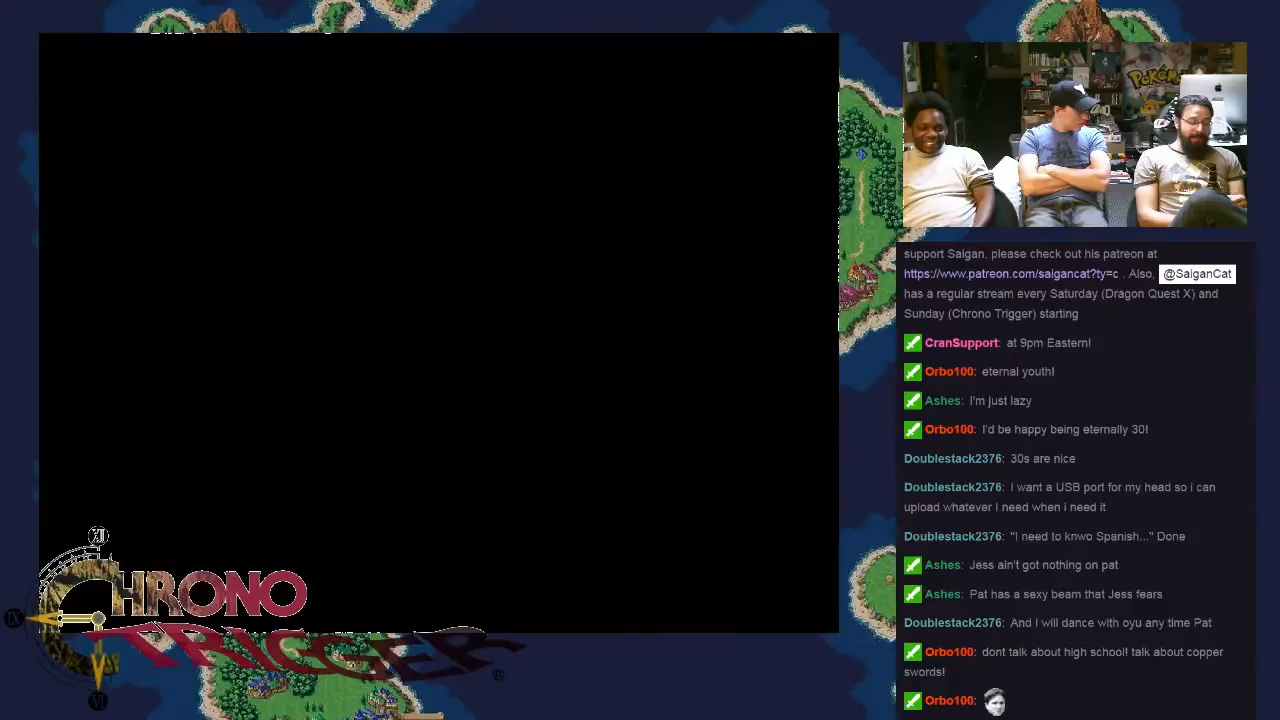 POKéMON
support Saigan, please check out his patreon at
https://www.patreon.com/saigancat?ty=c . Also, @SaiganCat
has a regular stream every Saturday (Dragon Quest X) and
Sunday (Chrono Trigger) starting
CranSupport: at 9pm Eastern!
Orbo100: eternal youth!
Ashes: I'm just lazy
Orbo100: I'd be happy being eternally 30!
Doublestack2376: 30s are nice
Doublestack2376: I want a USB port for my head so i can
upload whatever I need when i need it
Doublestack2376: "I need to knwo Spanish..." Done
Ashes: Jess ain't got nothing on pat
Ashes: Pat has a sexy beam that Jess fears
Doublestack2376: And I will dance with oyu any time Pat
Orbo100: dont talk about high school! talk about copper
swords!
Orbo100:
XII
IX
VI
CHRONO
TRIGGER
®